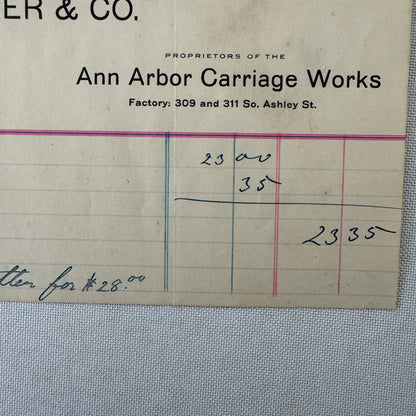 ER & CO.
PROPRIETORS OF THE
Ann Arbor Carriage Works
Factory: 309 and 311 So. Ashley St.
23 00
35
23 35
for $28.00